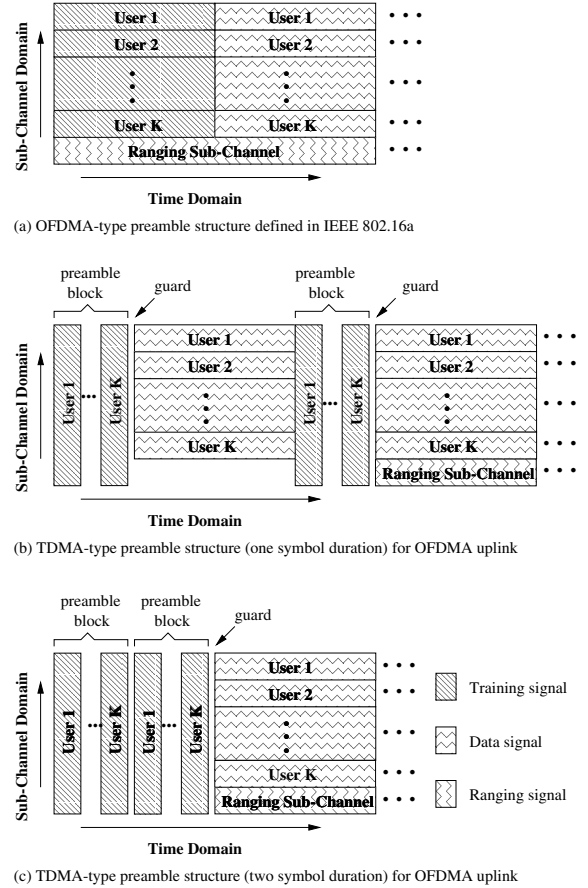 Sub-Channel Domain
User 1 User 1
User 2 User 2
User K User K
Ranging Sub-Channel
Time Domain
(a) OFDMA-type preamble structure defined in IEEE 802.16a
preamble block
guard
preamble block
guard
Sub-Channel Domain
User 1
User K
User 1
User 2
User K
User 1
User K
User 1
User 2
User K
Ranging Sub-Channel
Time Domain
(b) TDMA-type preamble structure (one symbol duration) for OFDMA uplink
preamble block
preamble block
guard
Sub-Channel Domain
User 1
User K
User 1
User K
User 1
User 2
User K
Ranging Sub-Channel
Training signal
Data signal
Ranging signal
Time Domain
(c) TDMA-type preamble structure (two symbol duration) for OFDMA uplink